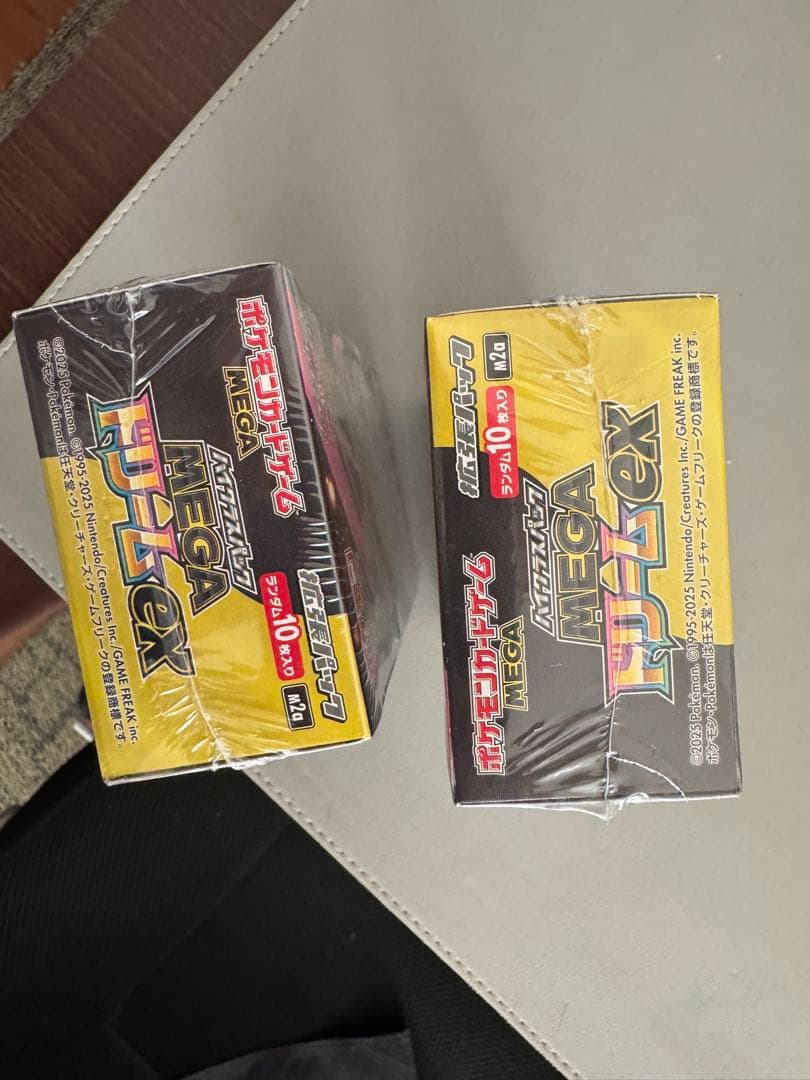 ポケモンカードゲーム
MEGA
ハイクラスパック
MEGA
ドリームex
拡張パック
ランダム10枚入り
M2a
©2025 Pokémon. ©1995-2025 Nintendo/Creatures Inc./GAME FREAK inc.
ポケモン・Pokémonは任天堂・クリーチャーズ・ゲームフリークの登録商標です。
ポケモンカードゲーム
MEGA
ハイクラスパック
MEGA
ドリームex
拡張パック
ランダム10枚入り
M2a
©2025 Pokémon. ©1995-2025 Nintendo/Creatures Inc./GAME FREAK inc.
ポケモン・Pokémonは任天堂・クリーチャーズ・ゲームフリークの登録商標です。